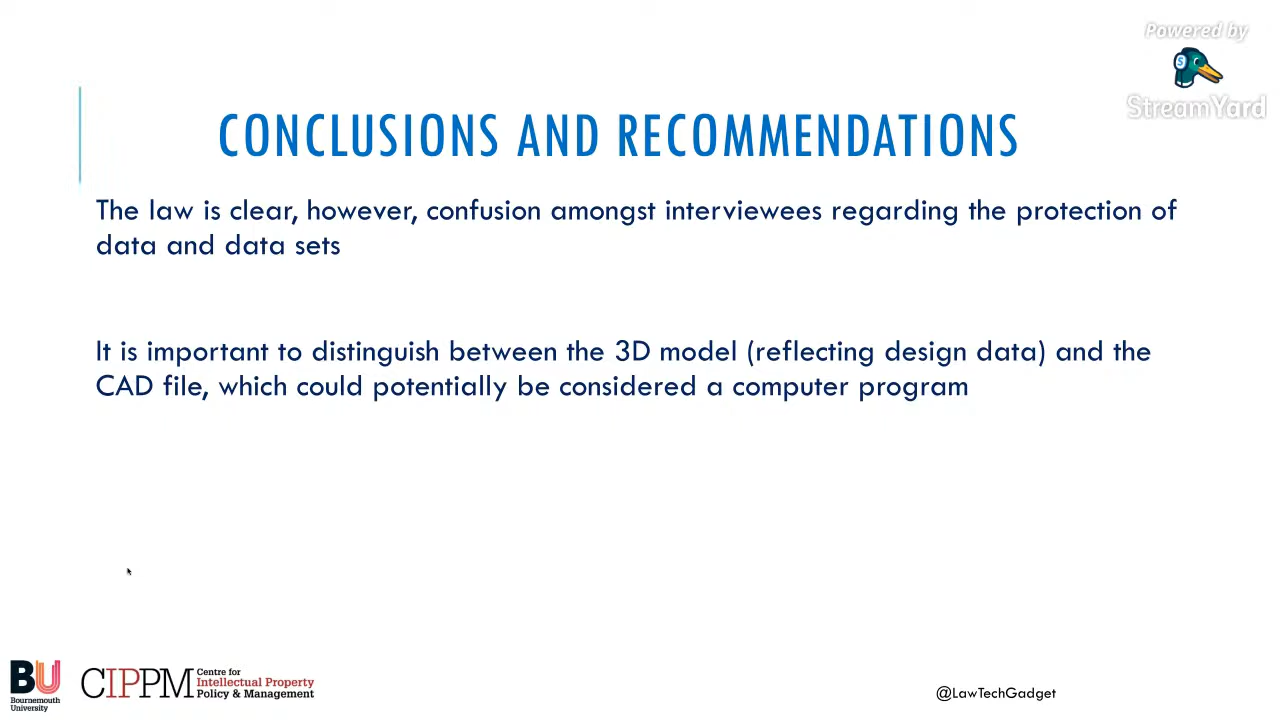 Powered by
StreamYard
CONCLUSIONS AND RECOMMENDATIONS
The law is clear, however, confusion amongst interviewees regarding the protection of
data and data sets
It is important to distinguish between the 3D model (reflecting design data) and the
CAD file, which could potentially be considered a computer program
BU
Bournemouth
University
CIPPM
Centre for
Intellectual Property
Policy & Management
@LawTechGadget